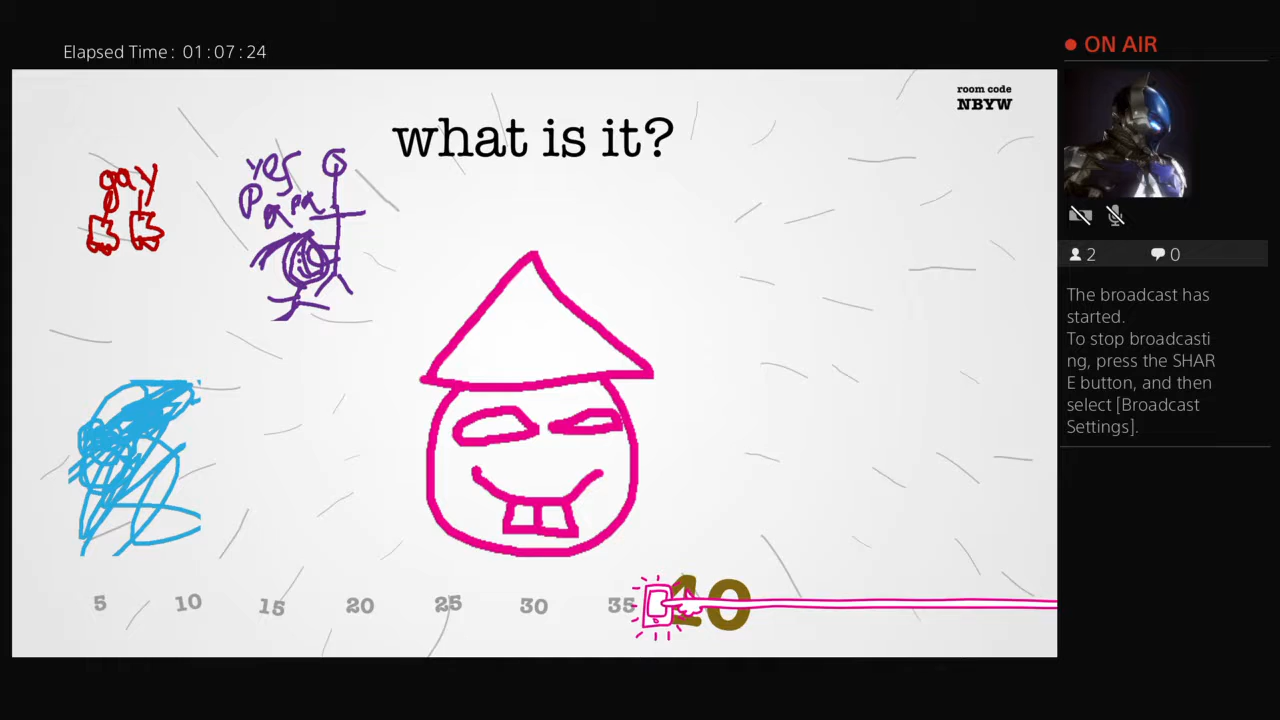 Elapsed Time: 01:07:24
ON AIR
room code
NBYW
what is it?
gay
yes
Papa
2
0
The broadcast has
started.
To stop broadcasti
ng, press the SHAR
E button, and then
select [Broadcast
Settings].
5 10 15 20 25 30 35 40